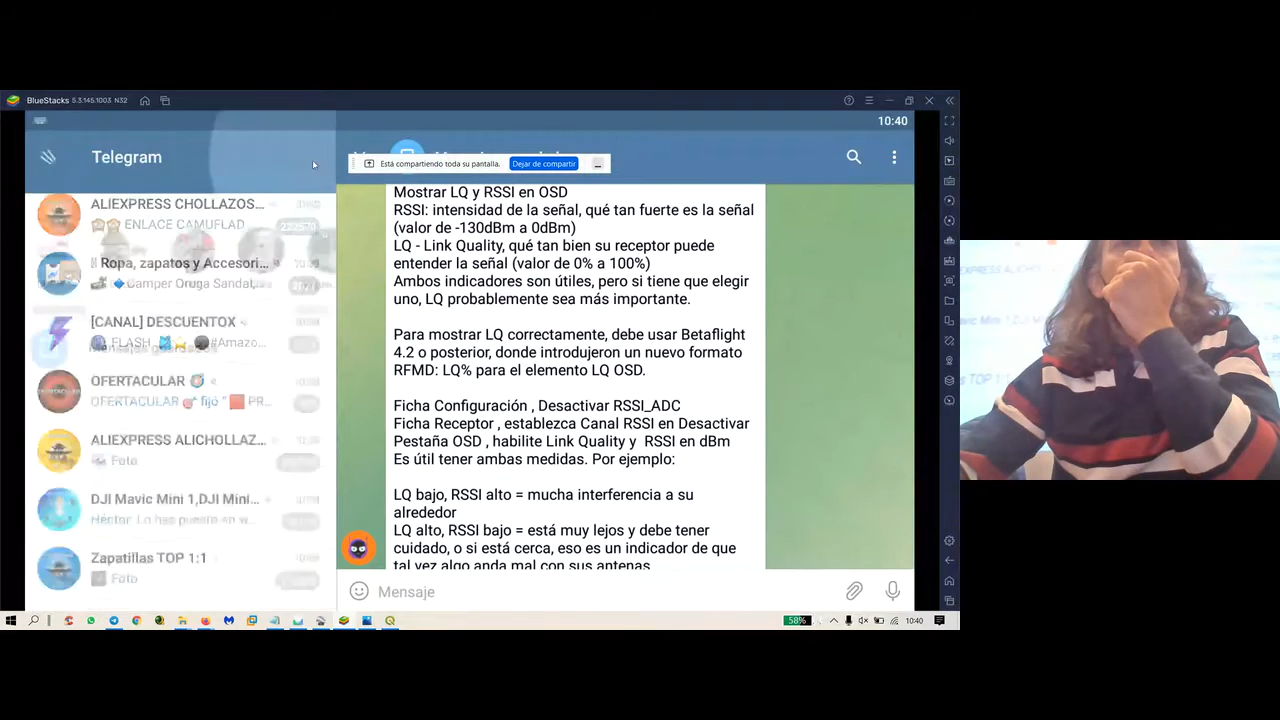 BlueStacks 5.3.145.1003 N32
10:40
Telegram
Está compartiendo toda su pantalla.
Dejar de compartir
ALIEXPRESS CHOLLAZOS...
ENLACE CAMUFLAD
Ropa, zapatos y Accesori...
Camper Oruga Sandal,...
[CANAL] DESCUENTOX
FLASH #Amazo...
OFERTACULAR
OFERTACULAR fijó " PR...
ALIEXPRESS ALICHOLLAZ...
Foto
DJI Mavic Mini 1,DJI Mini...
Zapatillas TOP 1:1
Foto
Mostrar LQ y RSSI en OSD
RSSI: intensidad de la señal, qué tan fuerte es la señal
(valor de -130dBm a 0dBm)
LQ - Link Quality, qué tan bien su receptor puede
entender la señal (valor de 0% a 100%)
Ambos indicadores son útiles, pero si tiene que elegir
uno, LQ probablemente sea más importante.
Para mostrar LQ correctamente, debe usar Betaflight
4.2 o posterior, donde introdujeron un nuevo formato
RFMD: LQ% para el elemento LQ OSD.
Ficha Configuración , Desactivar RSSI_ADC
Ficha Receptor , establezca Canal RSSI en Desactivar
Pestaña OSD , habilite Link Quality y RSSI en dBm
Es útil tener ambas medidas. Por ejemplo:
LQ bajo, RSSI alto = mucha interferencia a su
alrededor
LQ alto, RSSI bajo = está muy lejos y debe tener
cuidado, o si está cerca, eso es un indicador de que
tal vez algo anda mal con sus antenas
Mensaje
58%
10:40